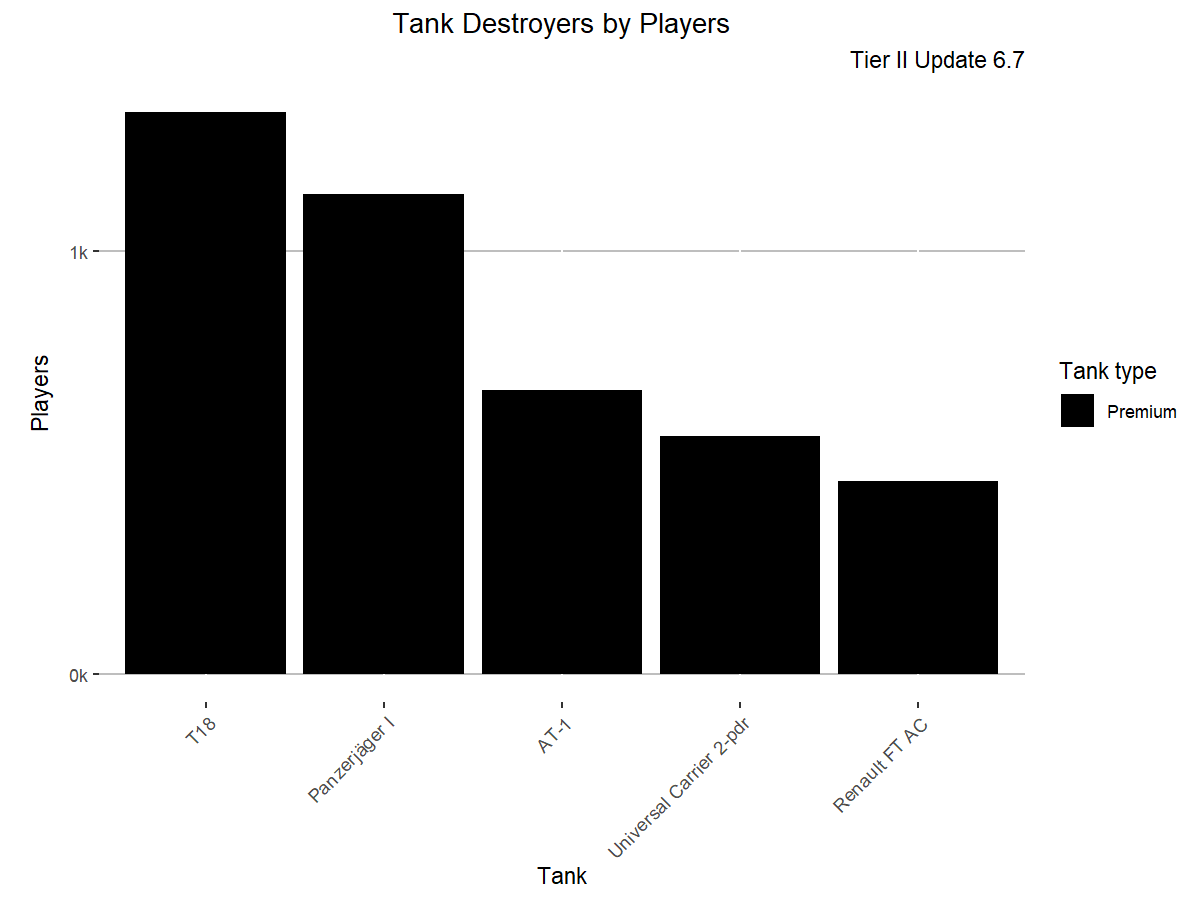 Tank Destroyers by Players
Tier II Update 6.7
1k
0k
Players
T18
Panzerjäger I
AT-1
Universal Carrier 2-pdr
Renault FT AC
Tank
Tank type
Premium